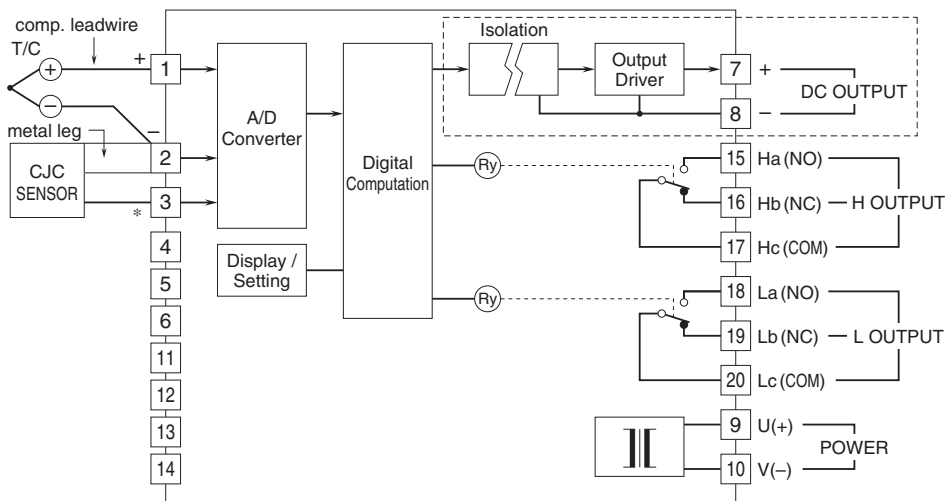 comp. leadwire
T/C
+
−
+
−
metal leg
CJC
SENSOR
*
1
2
3
4
5
6
11
12
13
14
A/D
Converter
Display /
Setting
Digital
Computation
Isolation
Output
Driver
Ry
Ry
7 +
8 −
DC OUTPUT
15 Ha (NO)
16 Hb (NC)
17 Hc (COM)
H OUTPUT
18 La (NO)
19 Lb (NC)
20 Lc (COM)
L OUTPUT
9 U(+)
10 V(–)
POWER